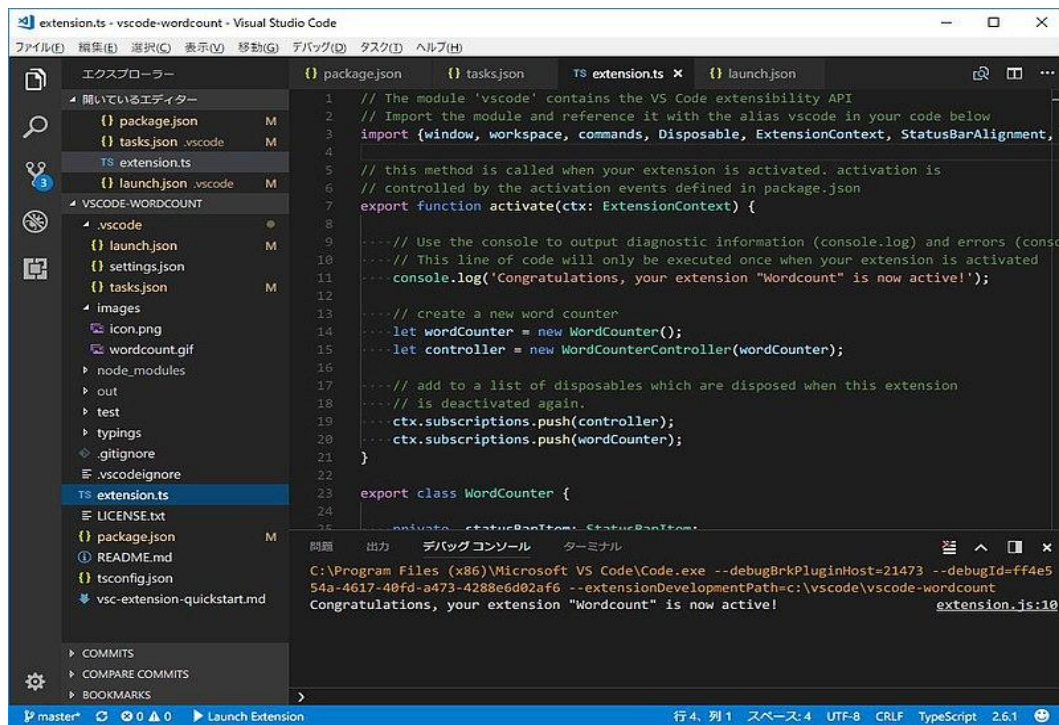 extension.ts - vscode-wordcount - Visual Studio Code
ファイル(F) 編集(E) 選択(C) 表示(V) 移動(G) デバッグ(D) タスク(T) ヘルプ(H)
エクスプローラー
開いているエディター
{} package.json M
{} tasks.json .vscode M
TS extension.ts
{} launch.json .vscode M
3
VSCODE-WORDCOUNT
.vscode
{} launch.json M
{} settings.json
{} tasks.json M
images
icon.png
wordcount.gif
node_modules
out
test
typings
.gitignore
.vscodeignore
TS extension.ts
LICENSE.txt
{} package.json M
README.md
{} tsconfig.json
vsc-extension-quickstart.md
COMMITS
COMPARE COMMITS
BOOKMARKS
{} package.json {} tasks.json TS extension.ts {} launch.json
1 // The module 'vscode' contains the VS Code extensibility API
2 // Import the module and reference it with the alias vscode in your code below
3 import {window, workspace, commands, Disposable, ExtensionContext, StatusBarAlignment,
4
5 // this method is called when your extension is activated. activation is
6 // controlled by the activation events defined in package.json
7 export function activate(ctx: ExtensionContext) {
8
9 ····// Use the console to output diagnostic information (console.log) and errors (conso
10 ····// This line of code will only be executed once when your extension is activated
11 ····console.log('Congratulations, your extension "Wordcount" is now active!');
12
13 ····// create a new word counter
14 ····let wordCounter = new WordCounter();
15 ····let controller = new WordCounterController(wordCounter);
16
17 ····// add to a list of disposables which are disposed when this extension
18 ····// is deactivated again.
19 ····ctx.subscriptions.push(controller);
20 ····ctx.subscriptions.push(wordCounter);
21 }
22
23 export class WordCounter {
24
25 ····private _statusBarItem: StatusBarItem;
問題 出力 デバッグ コンソール ターミナル
C:\Program Files (x86)\Microsoft VS Code\Code.exe --debugBrkPluginHost=21473 --debugId=ff4e5
54a-4617-40fd-a473-4288e6d02af6 --extensionDevelopmentPath=c:\vscode\vscode-wordcount
Congratulations, your extension "Wordcount" is now active! extension.js:10
master* 0 0 Launch Extension 行 4、列 1 スペース: 4 UTF-8 CRLF TypeScript 2.6.1